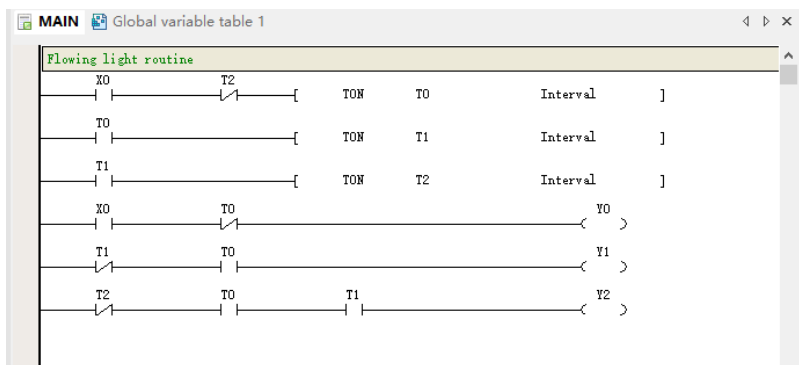 MAIN Global variable table 1
Flowing light routine
X0 T2
[ TON T0 Interval ]
T0
[ TON T1 Interval ]
T1
[ TON T2 Interval ]
X0 T0 Y0
T1 T0 Y1
T2 T0 T1 Y2